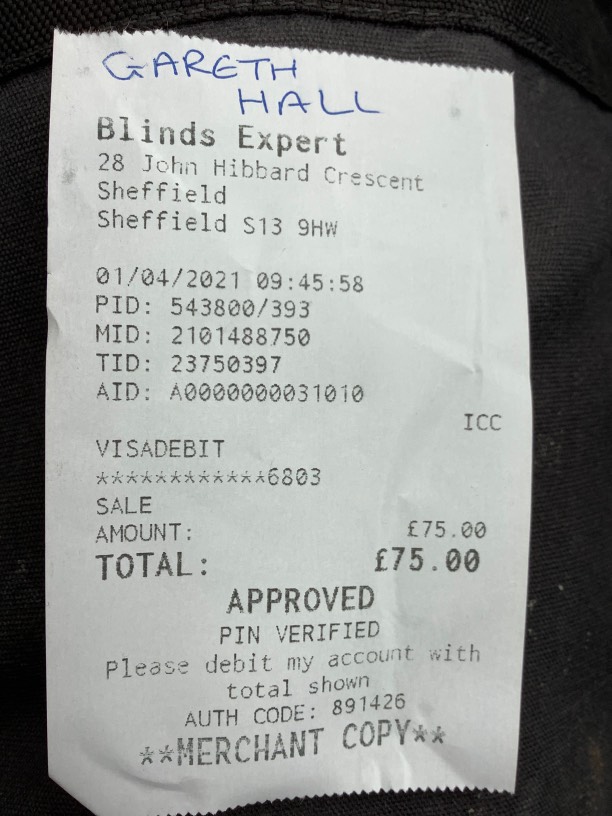 GARETH
HALL
Blinds Expert
28 John Hibbard Crescent
Sheffield
Sheffield S13 9HW
01/04/2021 09:45:58
PID: 543800/393
MID: 2101488750
TID: 23750397
AID: A0000000031010
ICC
VISADEBIT
************6803
SALE
AMOUNT: £75.00
TOTAL: £75.00
APPROVED
PIN VERIFIED
Please debit my account with
total shown
AUTH CODE: 891426
**MERCHANT COPY**